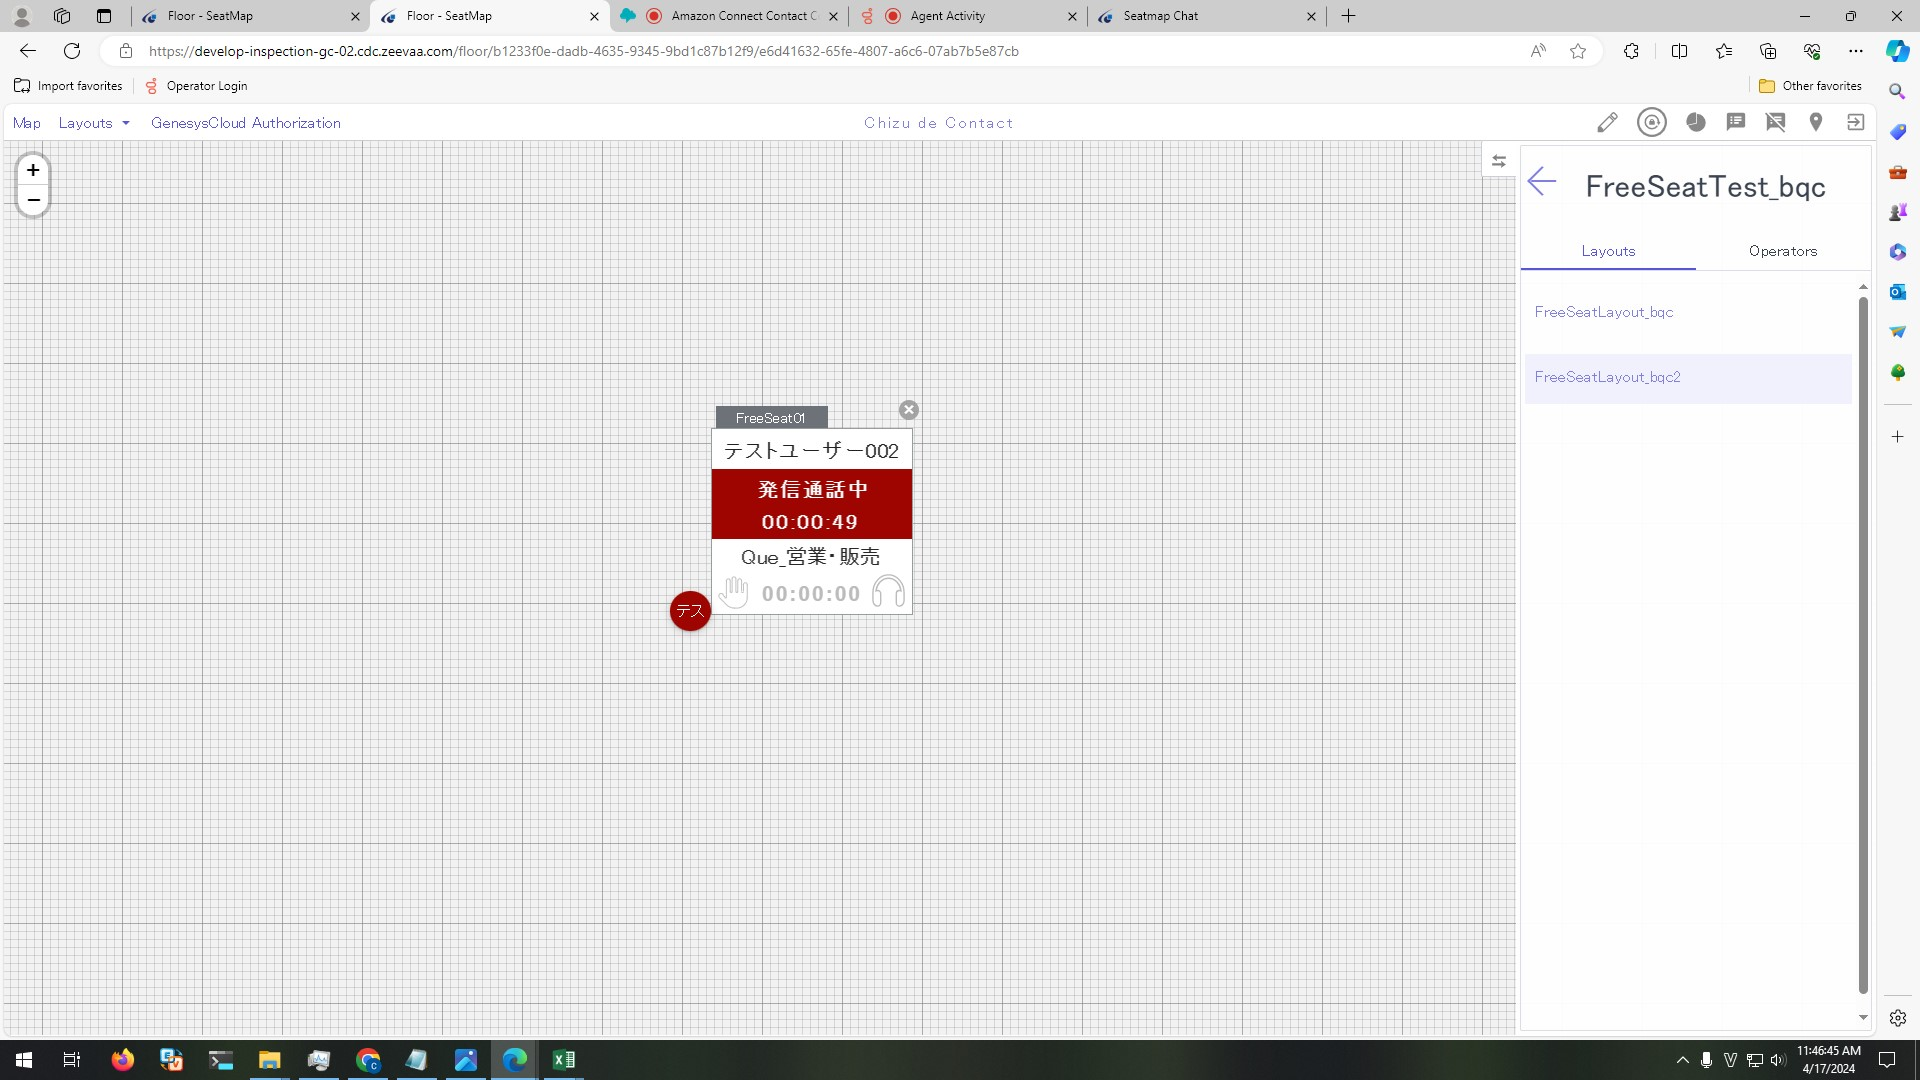 Floor - SeatMap
Floor - SeatMap
Amazon Connect Contact C
Agent Activity
Seatmap Chat
https://develop-inspection-gc-02.cdc.zeevaa.com/floor/b1233f0e-dadb-4635-9345-9bd1c87b12f9/e6d41632-65fe-4807-a6c6-07ab7b5e87cb
Import favorites
Operator Login
Other favorites
Map
Layouts
GenesysCloud Authorization
Chizu de Contact
+
−
FreeSeatTest_bqc
Layouts
Operators
FreeSeatLayout_bqc
FreeSeatLayout_bqc2
FreeSeat01
テストユーザー002
発信通話中
00:00:49
Que_営業・販売
00:00:00
テス
11:46:45 AM
4/17/2024